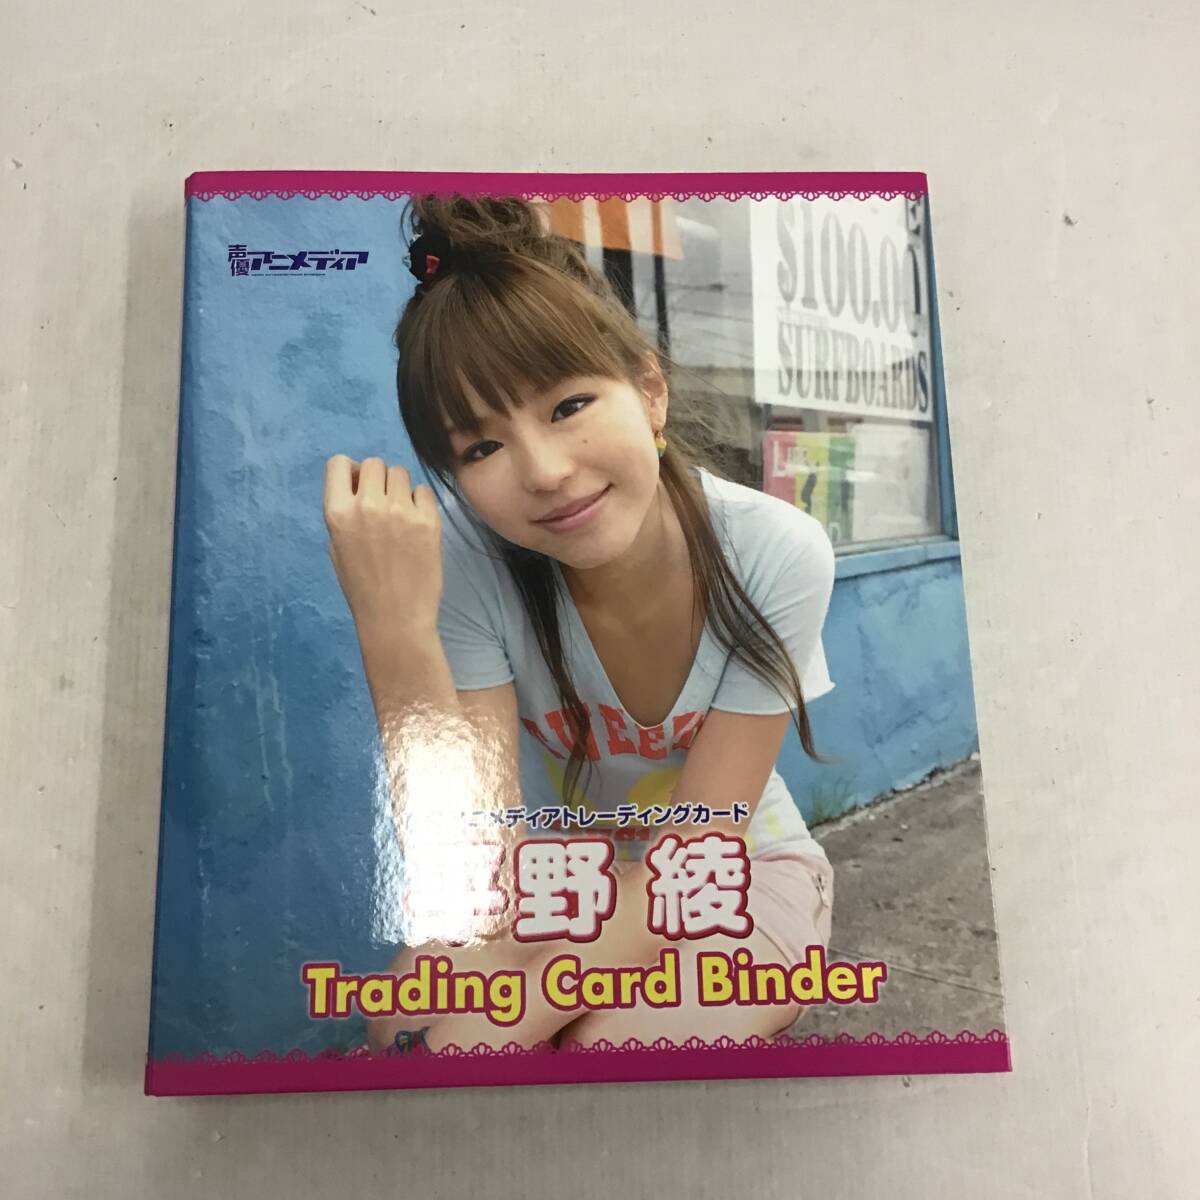 声優
アニメディア
$100.00
SURFBOARDS
メディアトレーディングカード
平野 綾
Trading Card Binder